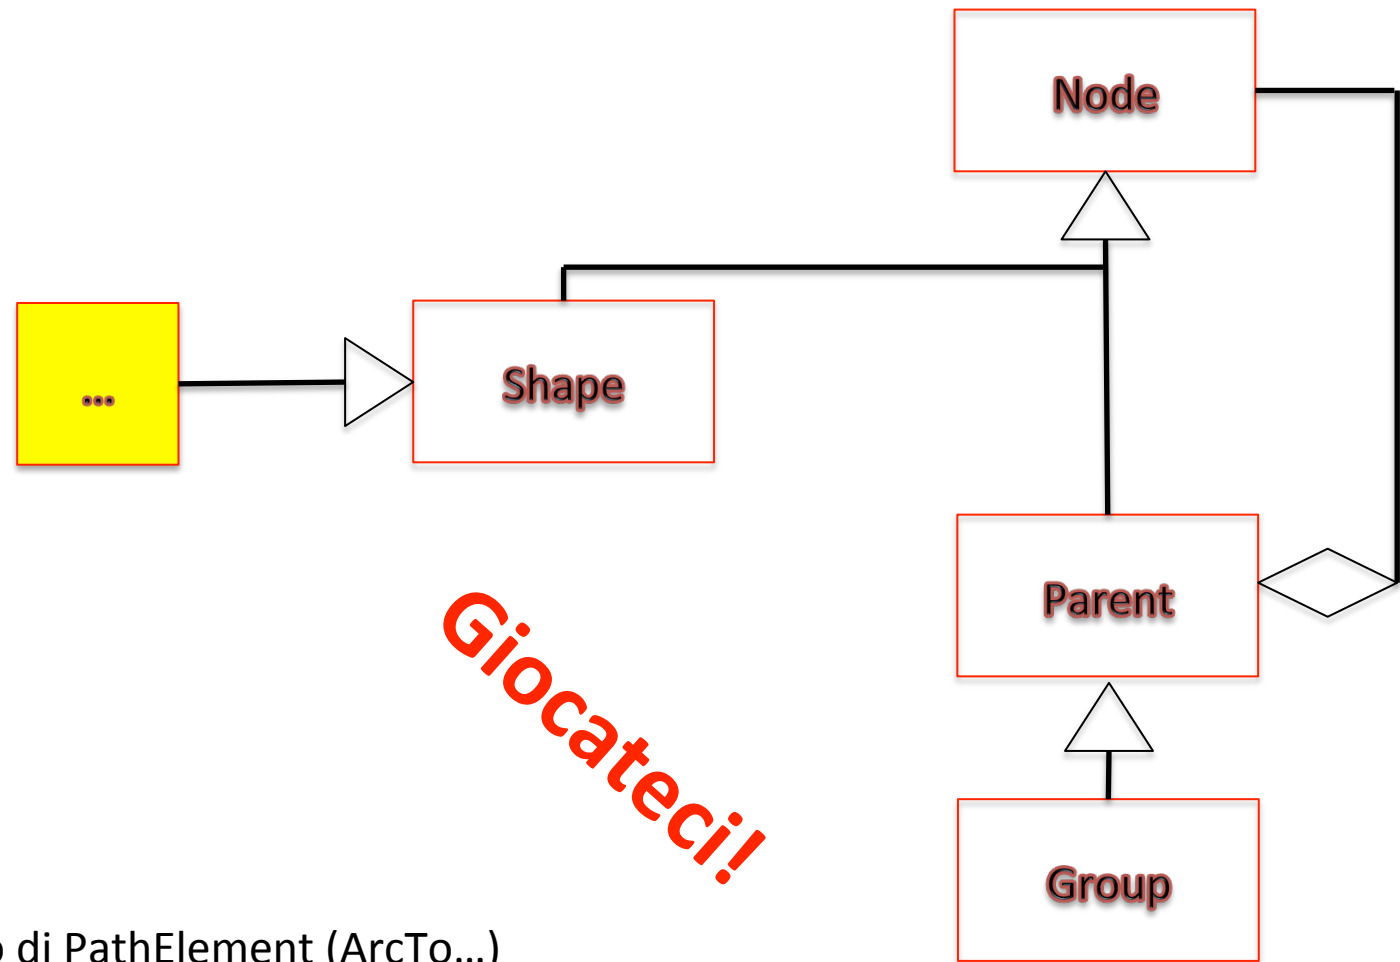 Node
...
Shape
Parent
Giocateci!
Group
di PathElement (ArcTo...)